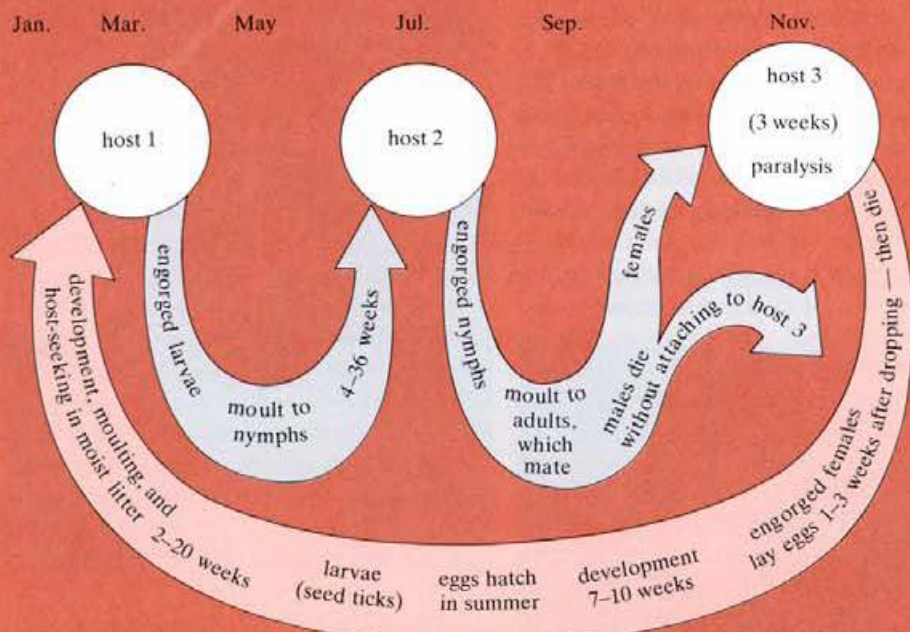 Jan. Mar. May Jul. Sep. Nov.
host 1
host 2
host 3
(3 weeks)
paralysis
engorged larvae
moult to
nymphs
4–36 weeks
engorged nymphs
moult to
adults,
which
mate
females
males die
without attaching to host 3
engorged females
lay eggs 1–3 weeks after dropping — then die
development
7–10 weeks
eggs hatch
in summer
larvae
(seed ticks)
development, moulting, and
host-seeking in moist litter 2–20 weeks